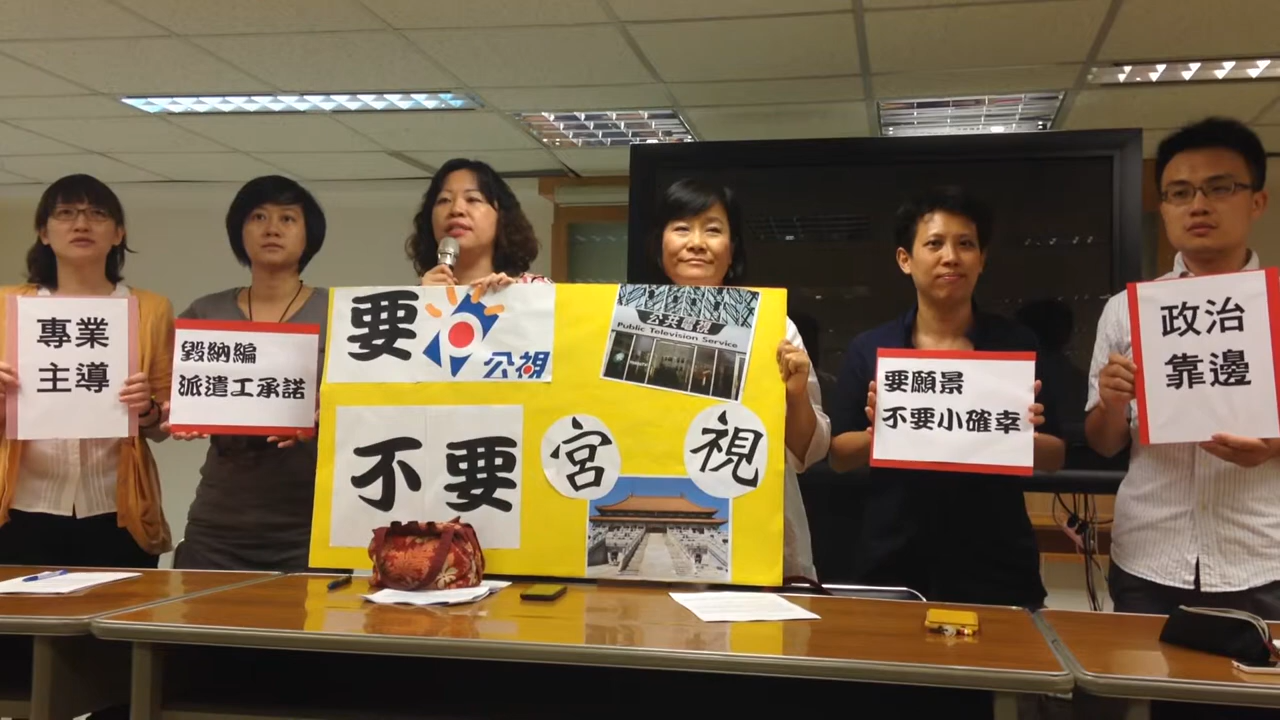 專業
主導
毀納編
派遣工承諾
要
公視
不要
公共電視
Public Television Service
宮視
要願景
不要小確幸
政治
靠邊